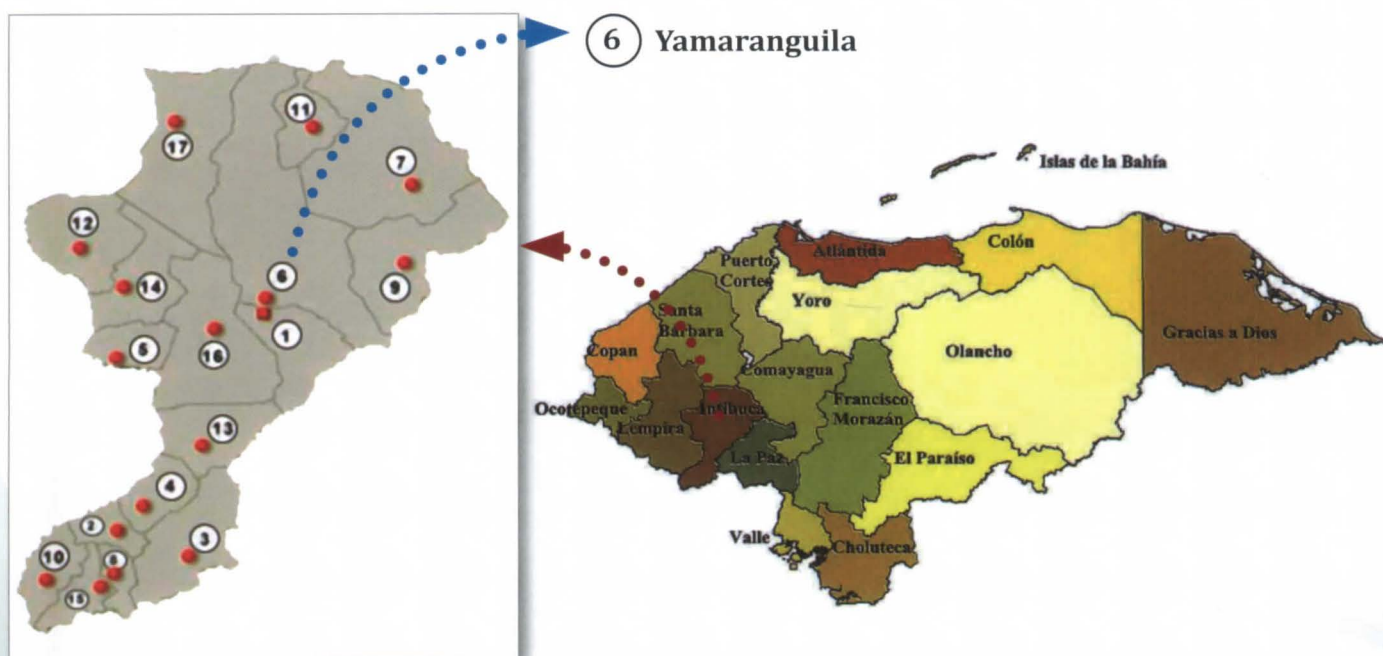 6 Yamaranguila
11
17
7
12
6
9
14
1
16
5
13
4
2
3
10
8
15
Islas de la Bahía
Atlántida
Colón
Puerto
Cortes
Yoro
Santa
Bárbara
Gracias a Dios
Copan
Olancho
Comayagua
Ocotepeque
Intibuca
Francisco
Morazán
Lempira
La Paz
El Paraíso
Valle
Choluteca